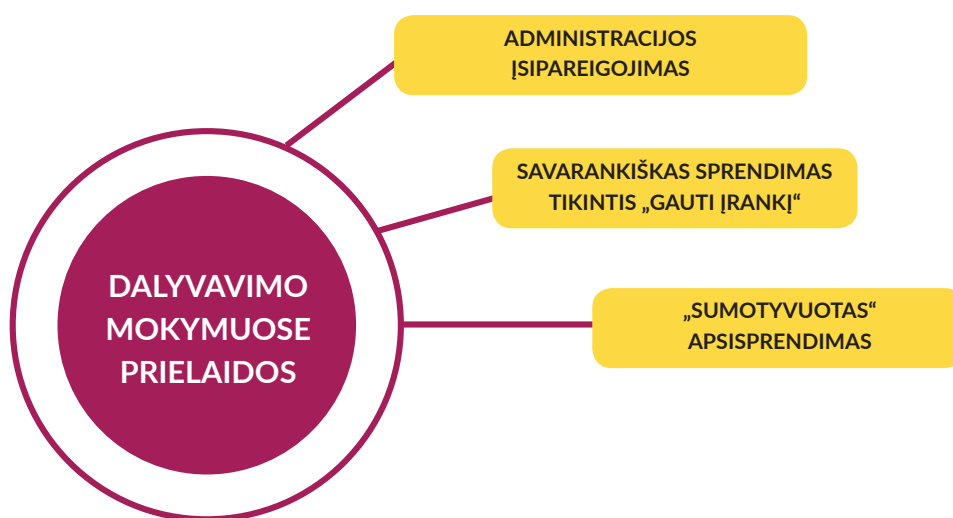 ADMINISTRACIJOS
ĮSIPAREIGOJIMAS
SAVARANKIŠKAS SPRENDIMAS
TIKINTIS „GAUTI ĮRANKĮ“
DALYVAVIMO
MOKYMUOSE
PRIELAIDOS
„SUMOTYVUOTAS“
APSISPRENDIMAS